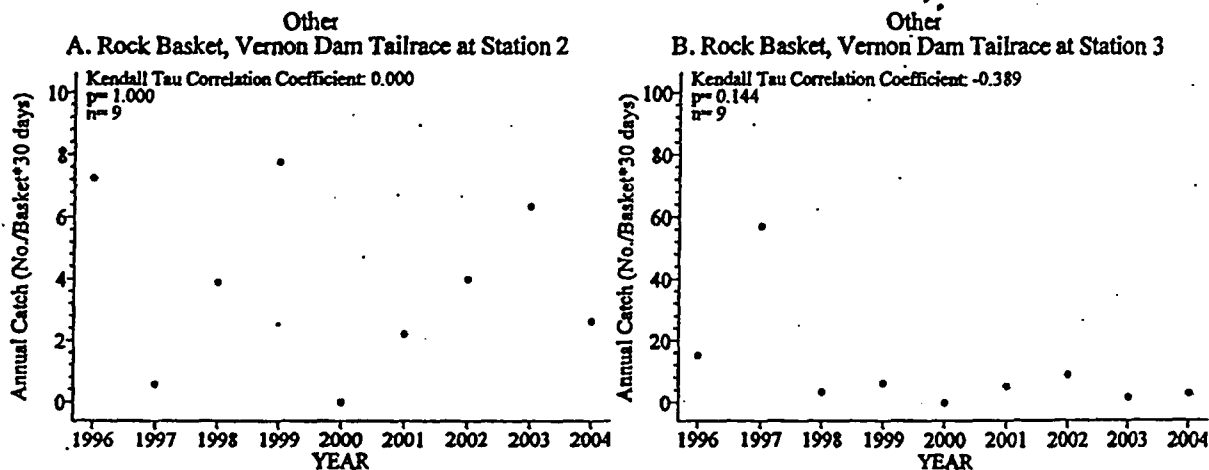 Other
A. Rock Basket, Vernon Dam Tailrace at Station 2
Kendall Tau Correlation Coefficient: 0.000
p= 1.000
n= 9
Annual Catch (No./Basket*30 days)
10
8
6
4
2
0
1996 1997 1998 1999 2000 2001 2002 2003 2004
YEAR
Other
B. Rock Basket, Vernon Dam Tailrace at Station 3
Kendall Tau Correlation Coefficient: -0.389
p= 0.144
n= 9
Annual Catch (No./Basket*30 days)
100
80
60
40
20
0
1996 1997 1998 1999 2000 2001 2002 2003 2004
YEAR